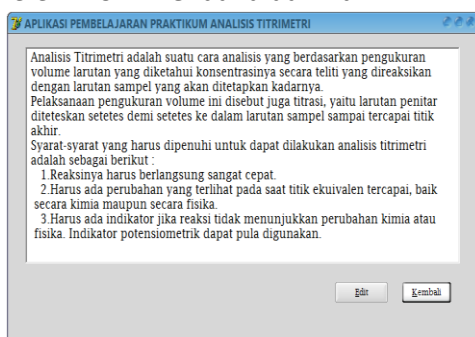 APLIKASI PEMBELAJARAN PRAKTIKUM ANALISIS TITRIMETRI
Analisis Titrimetri adalah suatu cara analisis yang berdasarkan pengukuran
volume larutan yang diketahui konsentrasinya secara teliti yang direaksikan
dengan larutan sampel yang akan ditetapkan kadarnya.
Pelaksanaan pengukuran volume ini disebut juga titrasi, yaitu larutan penitar
diteteskan setetes demi setetes ke dalam larutan sampel sampai tercapai titik
akhir.
Syarat-syarat yang harus dipenuhi untuk dapat dilakukan analisis titrimetri
adalah sebagai berikut :
1.Reaksinya harus berlangsung sangat cepat.
2.Harus ada perubahan yang terlihat pada saat titik ekuivalen tercapai, baik
secara kimia maupun secara fisika.
3.Harus ada indikator jika reaksi tidak menunjukkan perubahan kimia atau
fisika. Indikator potensiometrik dapat pula digunakan.
Edit Kembali